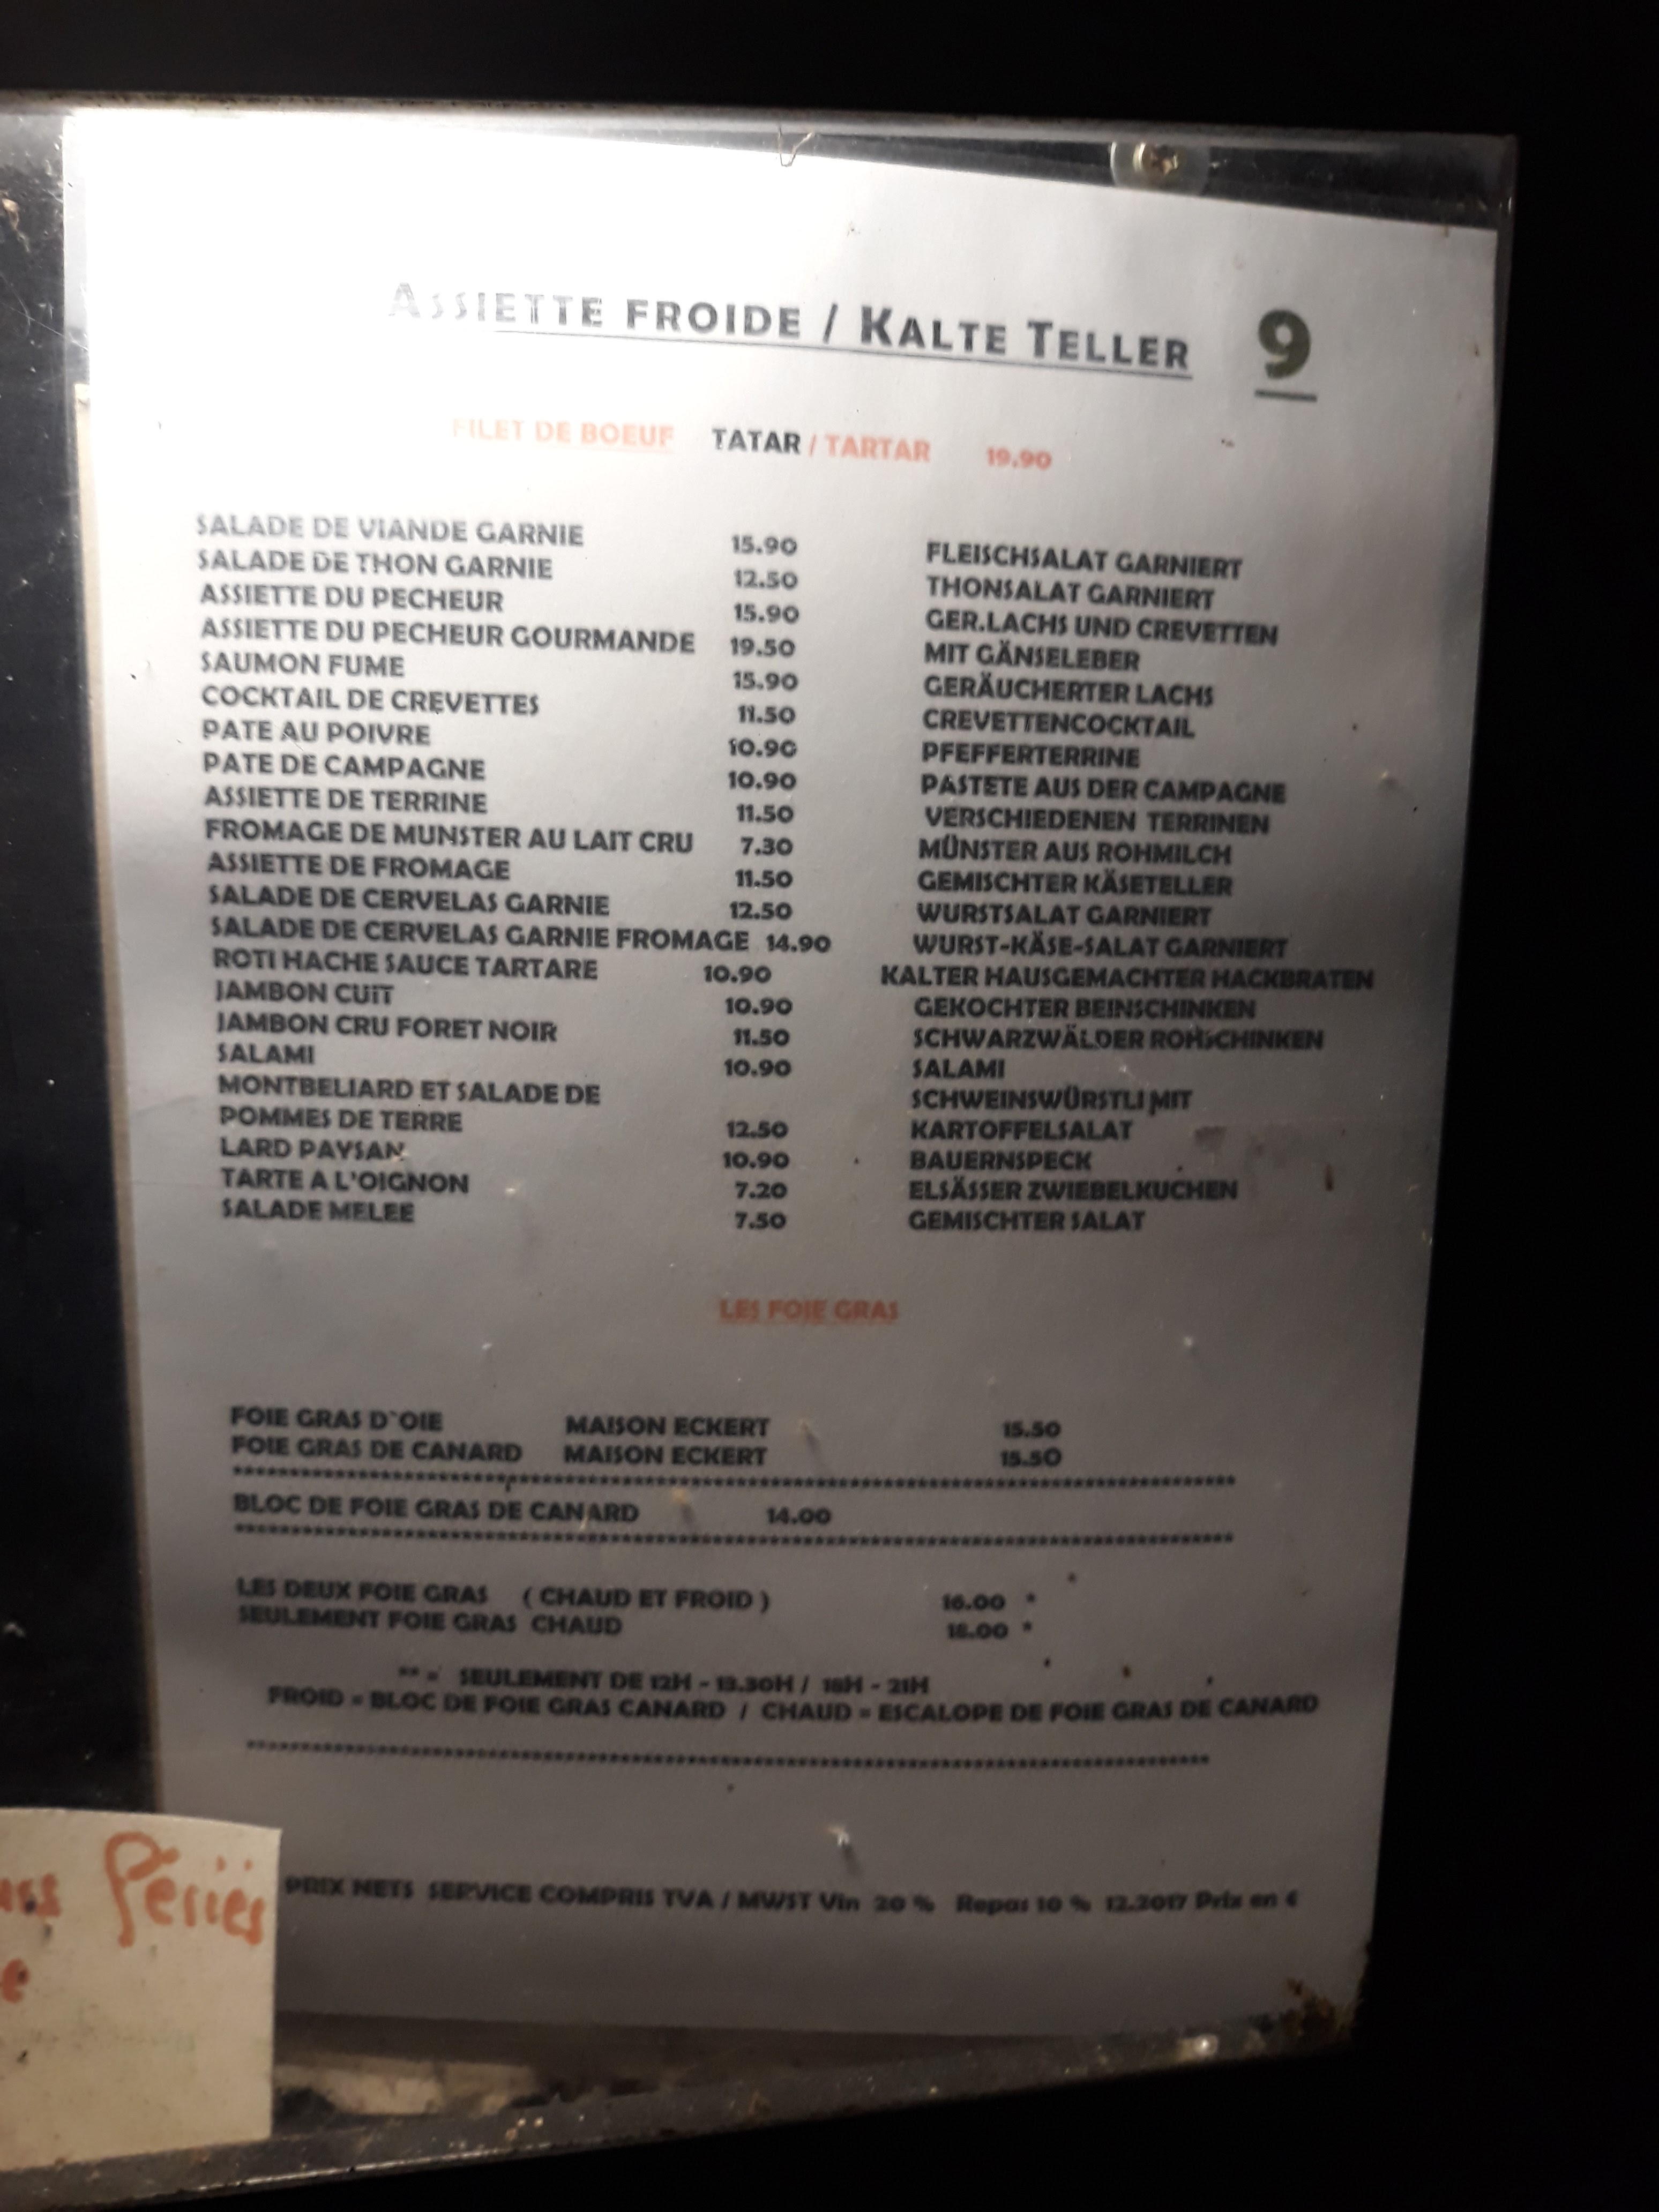 ASSIETTE FROIDE / KALTE TELLER 9
FILET DE BOEUF TATAR / TARTAR 19.90
SALADE DE VIANDE GARNIE 15.90 FLEISCHSALAT GARNIERT
SALADE DE THON GARNIE 12.50 THONSALAT GARNIERT
ASSIETTE DU PECHEUR 15.90 GER.LACHS UND CREVETTEN
ASSIETTE DU PECHEUR GOURMANDE 19.50 MIT GÄNSELEBER
SAUMON FUME 15.90 GERÄUCHERTER LACHS
COCKTAIL DE CREVETTES 11.50 CREVETTENCOCKTAIL
PATE AU POIVRE 10.90 PFEFFERTERRINE
PATE DE CAMPAGNE 10.90 PASTETE AUS DER CAMPAGNE
ASSIETTE DE TERRINE 11.50 VERSCHIEDENEN TERRINEN
FROMAGE DE MUNSTER AU LAIT CRU 7.30 MÜNSTER AUS ROHMILCH
ASSIETTE DE FROMAGE 11.50 GEMISCHTER KÄSETELLER
SALADE DE CERVELAS GARNIE 12.50 WURSTSALAT GARNIERT
SALADE DE CERVELAS GARNIE FROMAGE 14.90 WURST-KÄSE-SALAT GARNIERT
ROTI HACHE SAUCE TARTARE 10.90 KALTER HAUSGEMACHTER HACKBRATEN
JAMBON CUIT 10.90 GEKOCHTER BEINSCHINKEN
JAMBON CRU FORET NOIR 11.50 SCHWARZWÄLDER ROHSCHINKEN
SALAMI 10.90 SALAMI
MONTBELIARD ET SALADE DE SCHWEINSWÜRSTLI MIT
POMMES DE TERRE 12.50 KARTOFFELSALAT
LARD PAYSAN 10.90 BAUERNSPECK
TARTE A L'OIGNON 7.20 ELSÄSSER ZWIEBELKUCHEN
SALADE MELEE 7.50 GEMISCHTER SALAT
LES FOIE GRAS
FOIE GRAS D`OIE MAISON ECKERT 15.50
FOIE GRAS DE CANARD MAISON ECKERT 15.50
BLOC DE FOIE GRAS DE CANARD 14.00
LES DEUX FOIE GRAS ( CHAUD ET FROID ) 16.00 *
SEULEMENT FOIE GRAS CHAUD 18.00 *
** = SEULEMENT DE 12H - 13.30H / 18H - 21H
FROID = BLOC DE FOIE GRAS CANARD / CHAUD = ESCALOPE DE FOIE GRAS DE CANARD
PRIX NETS SERVICE COMPRIS TVA / MWST Vin 20 % Repas 10 % 12.2017 Prix en €